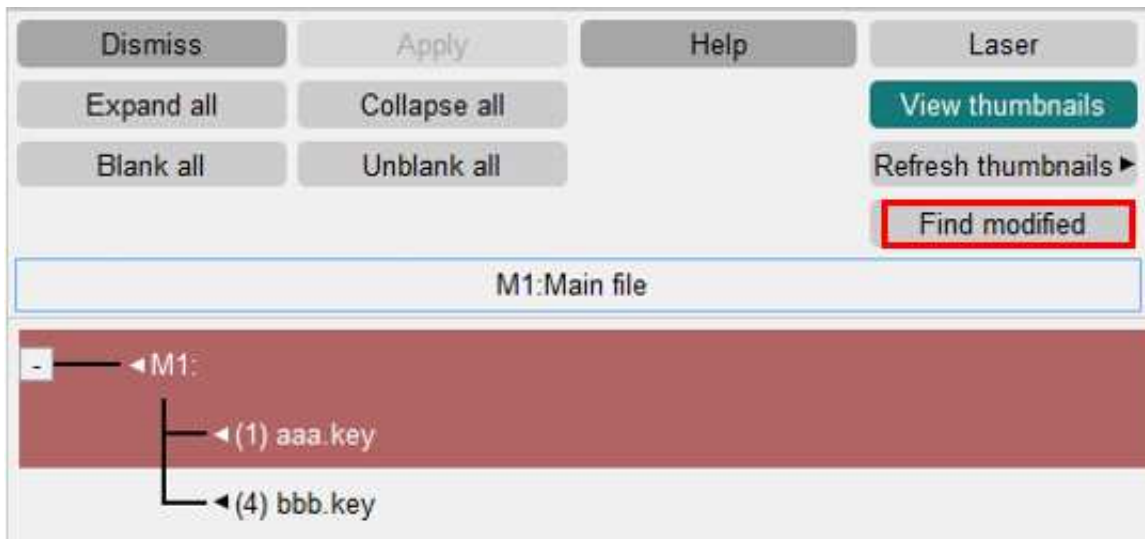 Dismiss Apply Help Laser
Expand all Collapse all View thumbnails
Blank all Unblank all Refresh thumbnails ▶
Find modified
M1:Main file
- ◄M1:
◄(1) aaa.key
◄(4) bbb.key